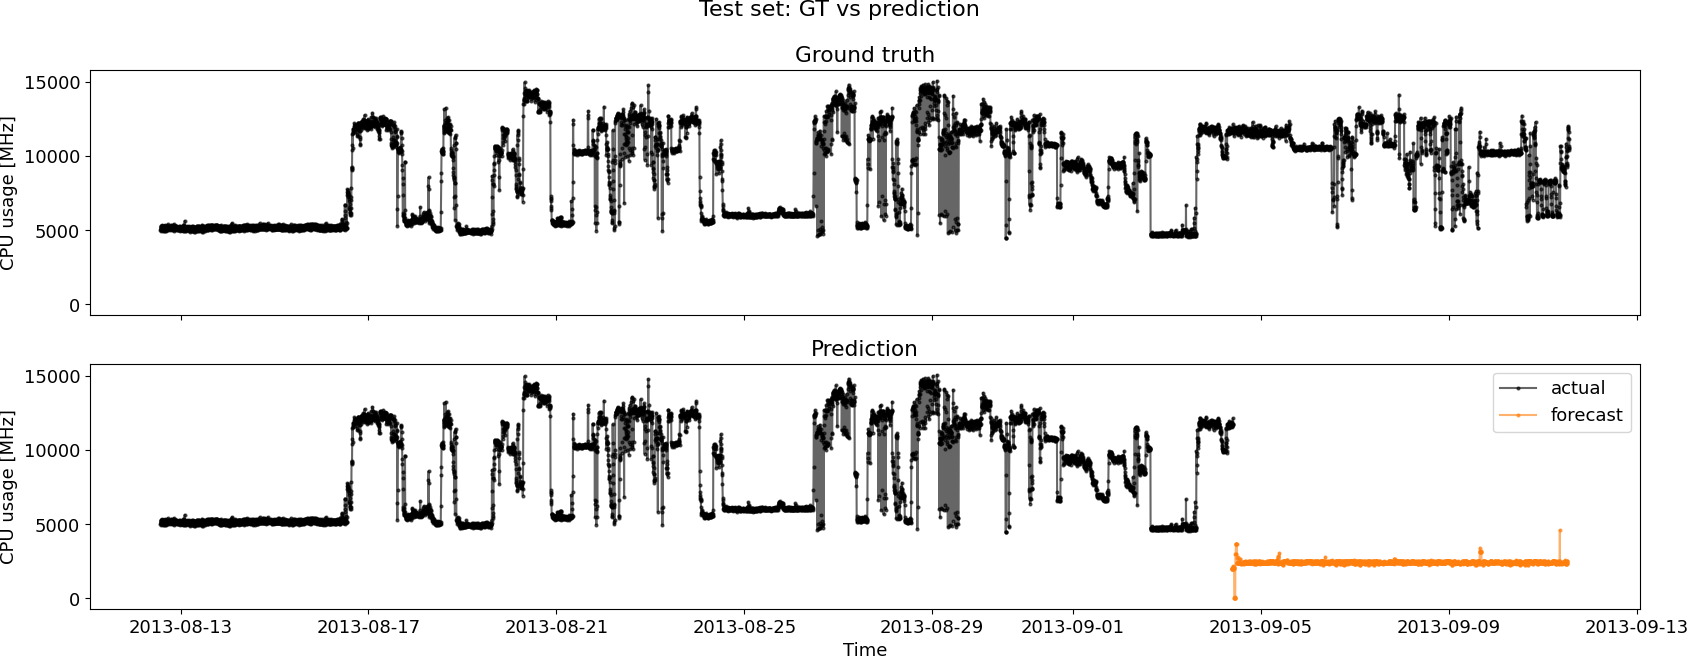 Test set: GT vs prediction
Ground truth
15000
10000
5000
0
CPU usage [MHz]
Prediction
15000
10000
5000
0
CPU usage [MHz]
actual
forecast
2013-08-13 2013-08-17 2013-08-21 2013-08-25 2013-08-29 2013-09-01 2013-09-05 2013-09-09 2013-09-13
Time